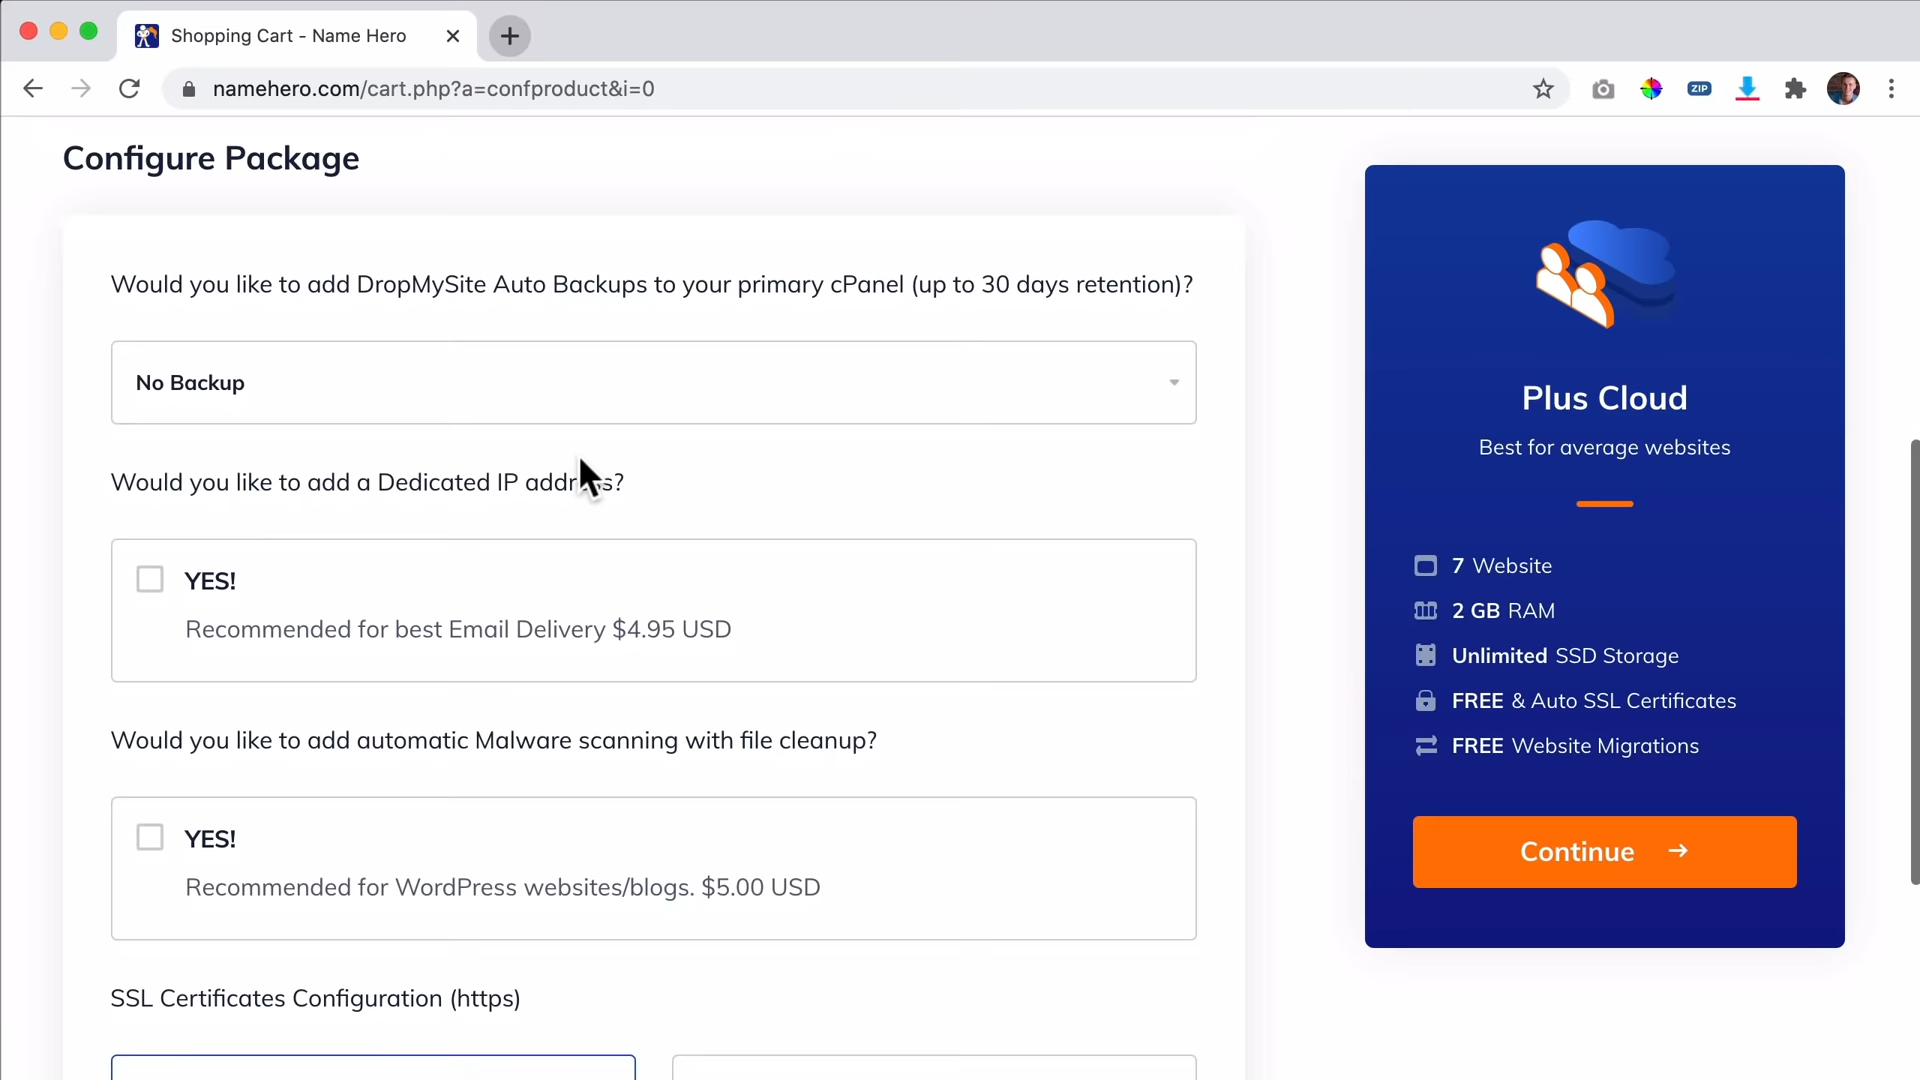 Shopping Cart - Name Hero
namehero.com/cart.php?a=confproduct&i=0
ZIP
Configure Package
Would you like to add DropMySite Auto Backups to your primary cPanel (up to 30 days retention)?
No Backup
Would you like to add a Dedicated IP address?
YES!
Recommended for best Email Delivery $4.95 USD
Would you like to add automatic Malware scanning with file cleanup?
YES!
Recommended for WordPress websites/blogs. $5.00 USD
SSL Certificates Configuration (https)
Plus Cloud
Best for average websites
7 Website
2 GB RAM
Unlimited SSD Storage
FREE & Auto SSL Certificates
FREE Website Migrations
Continue →